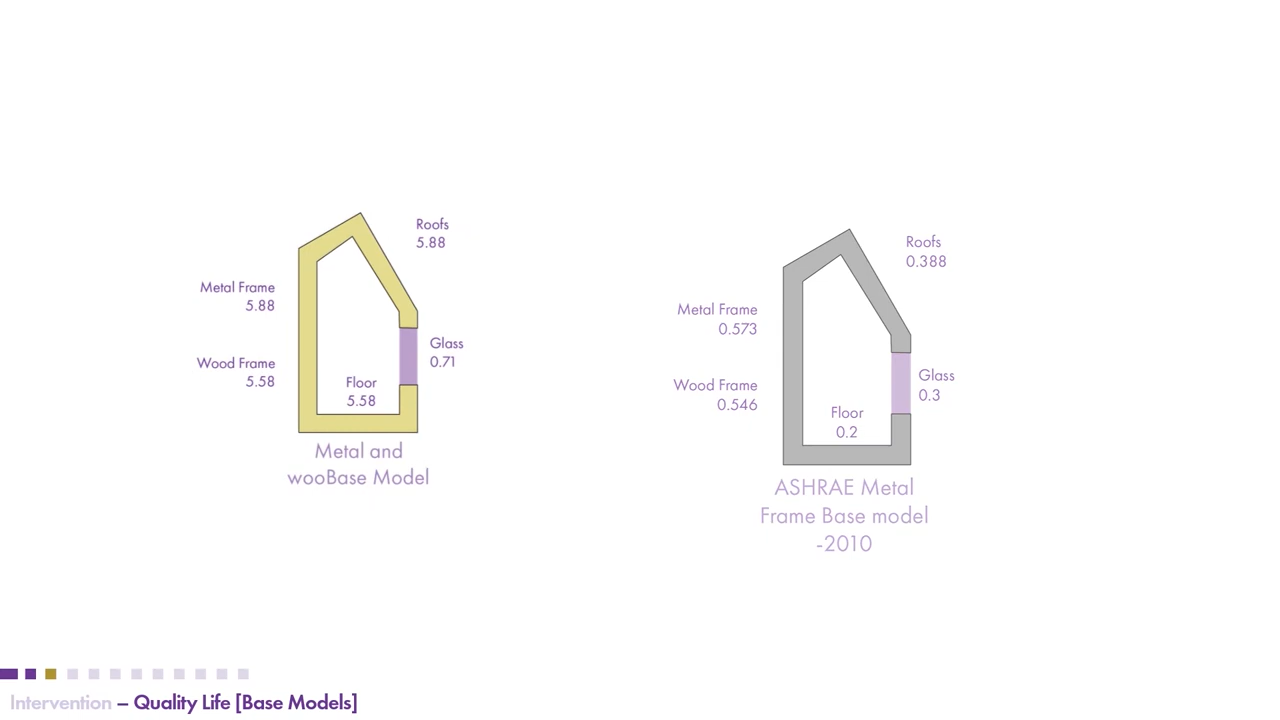 Roofs
5.88
Metal Frame
5.88
Glass
0.71
Wood Frame
5.58
Floor
5.58
Metal and
wooBase Model
Roofs
0.388
Metal Frame
0.573
Glass
0.3
Wood Frame
0.546
Floor
0.2
ASHRAE Metal
Frame Base model
-2010
Intervention – Quality Life [Base Models]